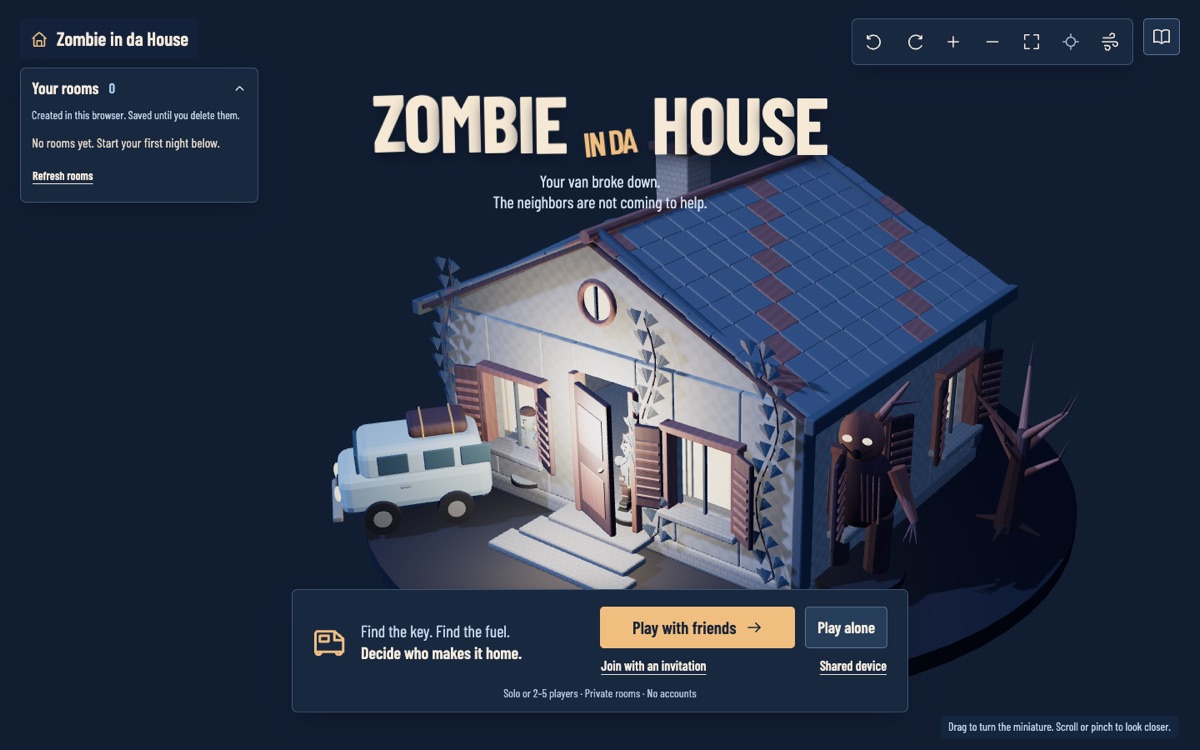 Zombie in da House
Your rooms 0
Created in this browser. Saved until you delete them.
No rooms yet. Start your first night below.
Refresh rooms
ZOMBIE IN DA HOUSE
Your van broke down.
The neighbors are not coming to help.
Find the key. Find the fuel.
Decide who makes it home.
Play with friends →
Play alone
Join with an invitation
Shared device
Solo or 2–5 players · Private rooms · No accounts
Drag to turn the miniature. Scroll or pinch to look closer.